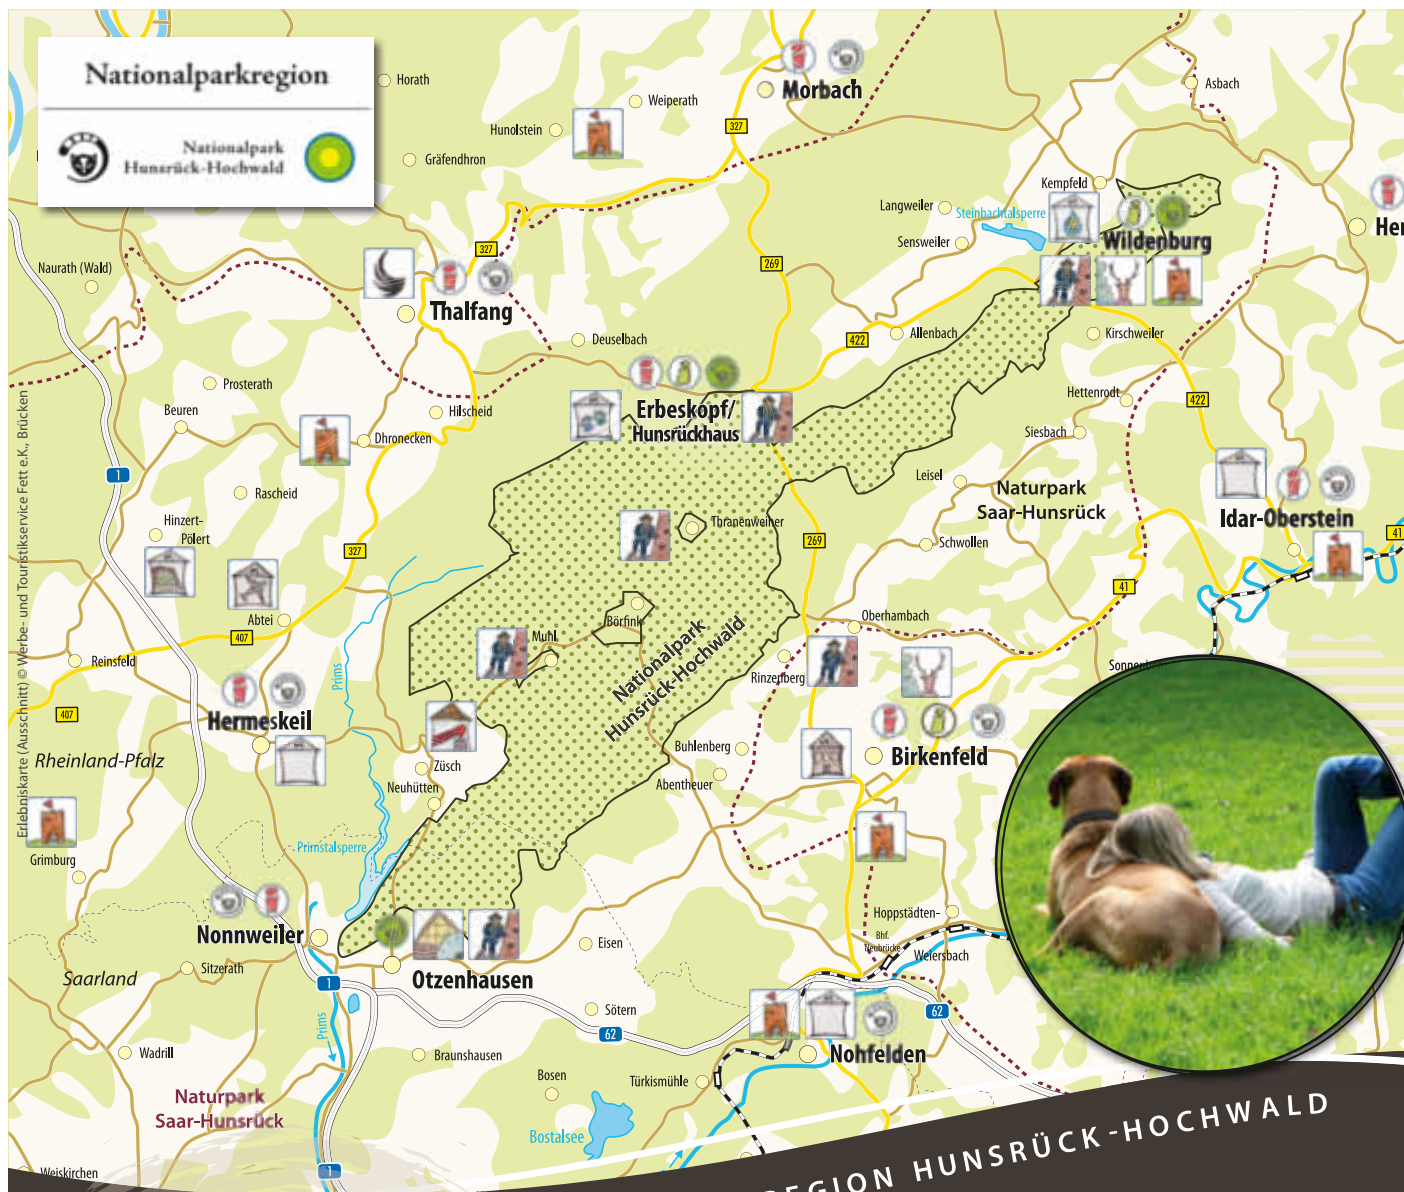 Nationalparkregion
Nationalpark
Hunsrück-Hochwald
Horath
Weiperath
Hunolstein
Gräfendhron
327
Morbach
Asbach
Kempfeld
Langweiler
Steinbachtalsperre
Sensweiler
Wildenburg
Her
327
269
Naurath (Wald)
Thalfang
Deuselbach
422
Allenbach
Kirschweiler
Prosterath
Beuren
Hilscheid
Dhronecken
Erbeskopf/
Hunsrückhaus
Hettenrodt
422
Siesbach
Leisel
Naturpark
Saar-Hunsrück
1
Rascheid
Hinzert-
Pölert
Thranenweiher
Idar-Oberstein
327
269
Schwollen
41
41
Abtei
407
Börfink
Oberhambach
Reinsfeld
Muhl
Prims
Nationalpark
Hunsrück-Hochwald
Rinzenberg
407
Hermeskeil
Rheinland-Pfalz
Züsch
Neuhütten
Buhlenberg
Abentheuer
Birkenfeld
Erlebniskarte (Ausschnitt) © Werbe- und Touristikservice Fett e.K., Brücken
Primstalsperre
Grimburg
Nonnweiler
Hoppstädten-
Weiersbach
Bhf.
Neubrücke
Saarland
Sitzerath
Eisen
Otzenhausen
1
Prims
Sötern
62
62
Wadrill
Braunshausen
Nohfelden
Naturpark
Saar-Hunsrück
Bosen
Türkismühle
Bostalsee
Weiskirchen
1
REGION HUNSRÜCK-HOCHWALD